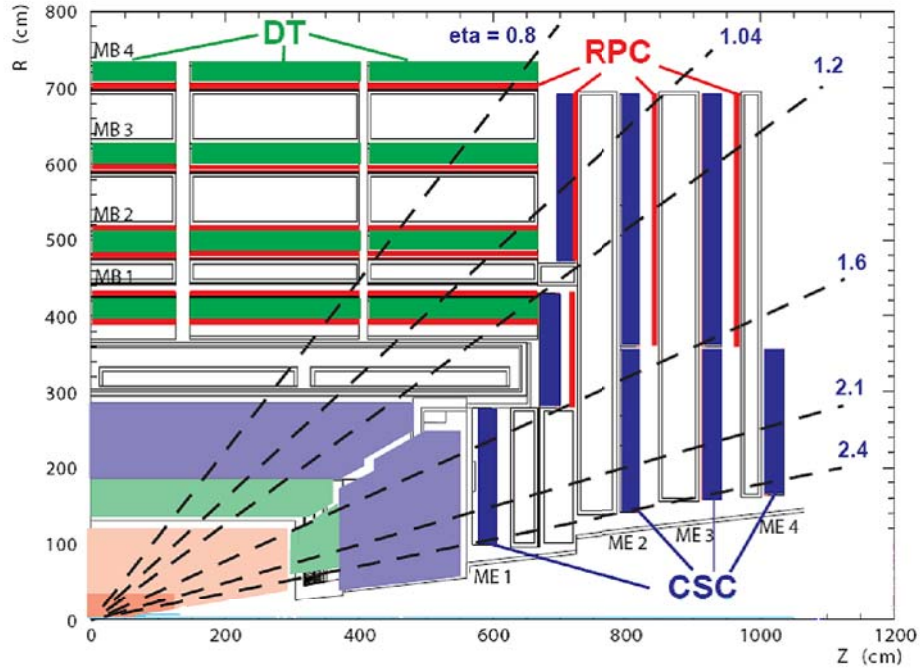 R (cm)
800
700
600
500
400
300
200
100
0
MB 4
MB 3
MB 2
MB 1
DT
eta = 0.8
1.04
RPC
1.2
1.6
2.1
2.4
ME 1
ME 2
ME 3
ME 4
CSC
0
200
400
600
800
1000
1200
Z (cm)